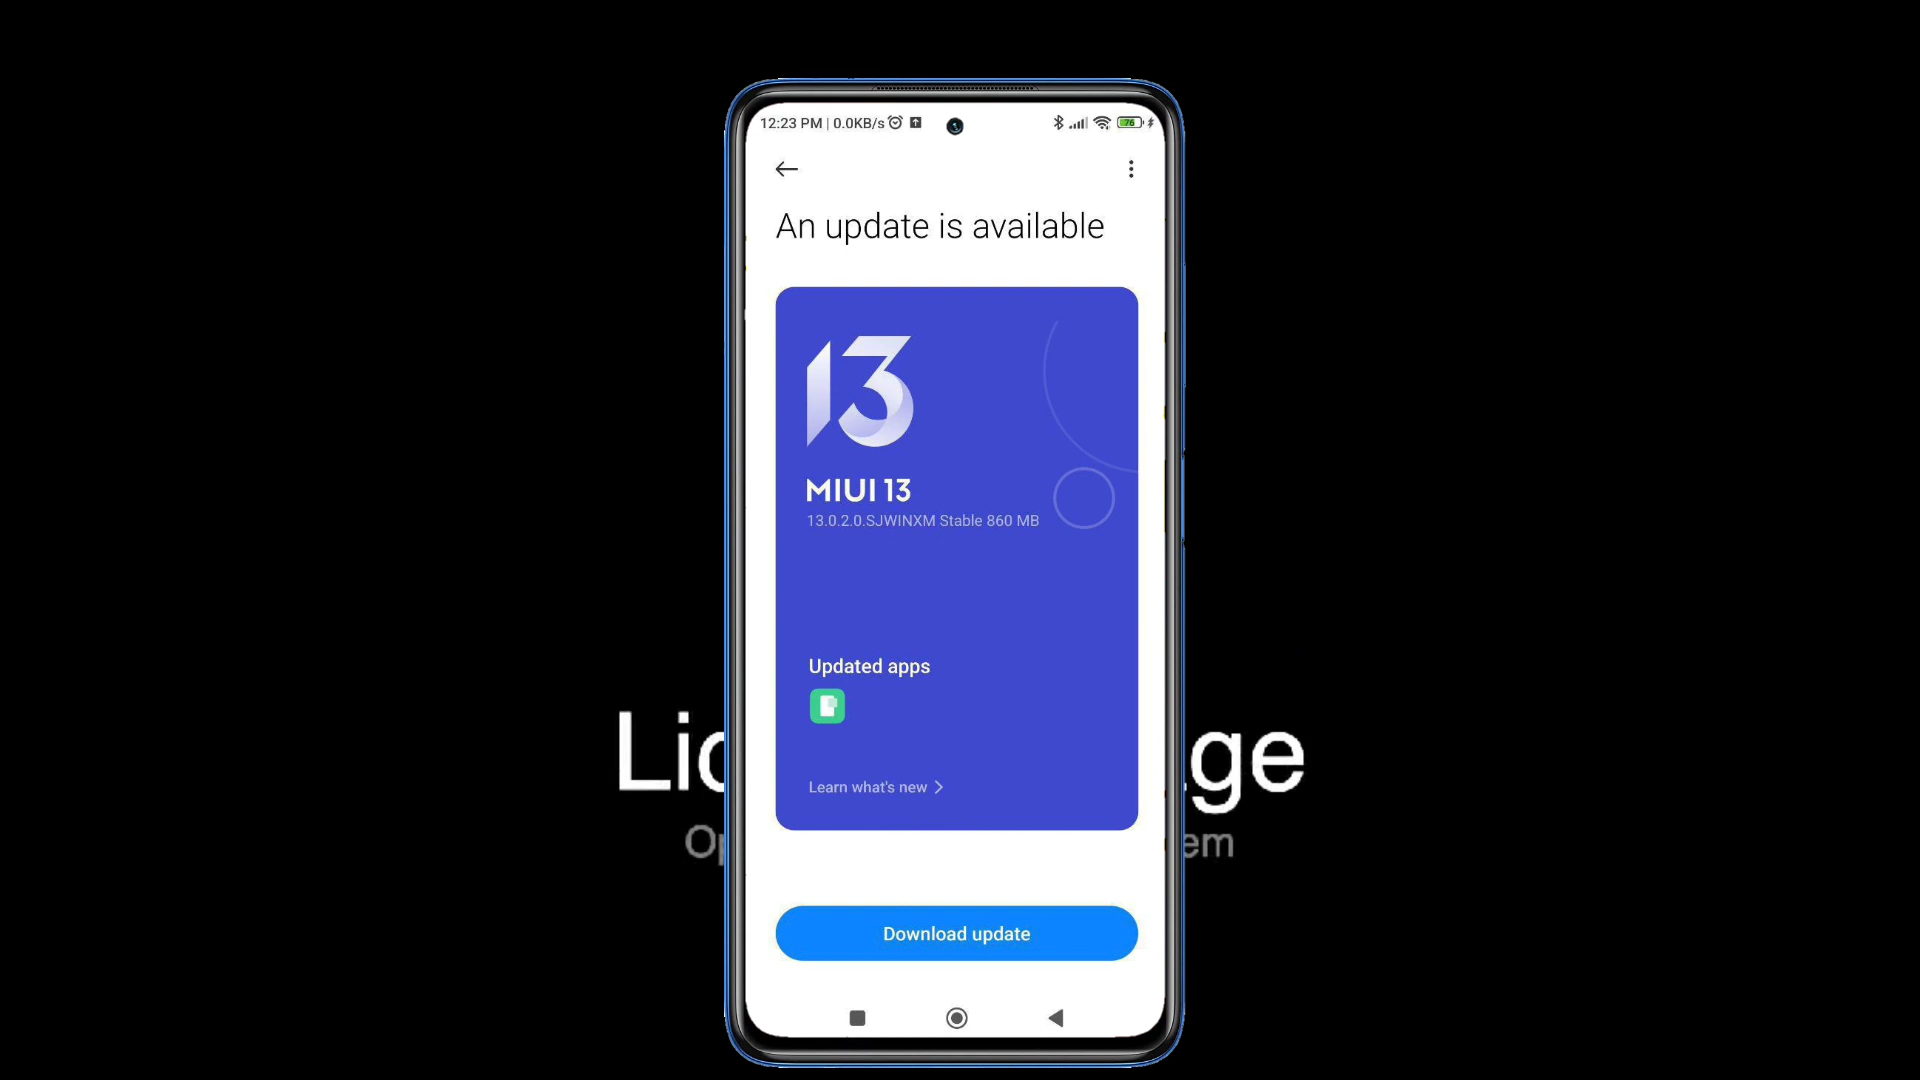 12:23 PM | 0.0KB/s
76
An update is available
13
MIUI 13
13.0.2.0.SJWINXM Stable 860 MB
Updated apps
Learn what's new
Download update